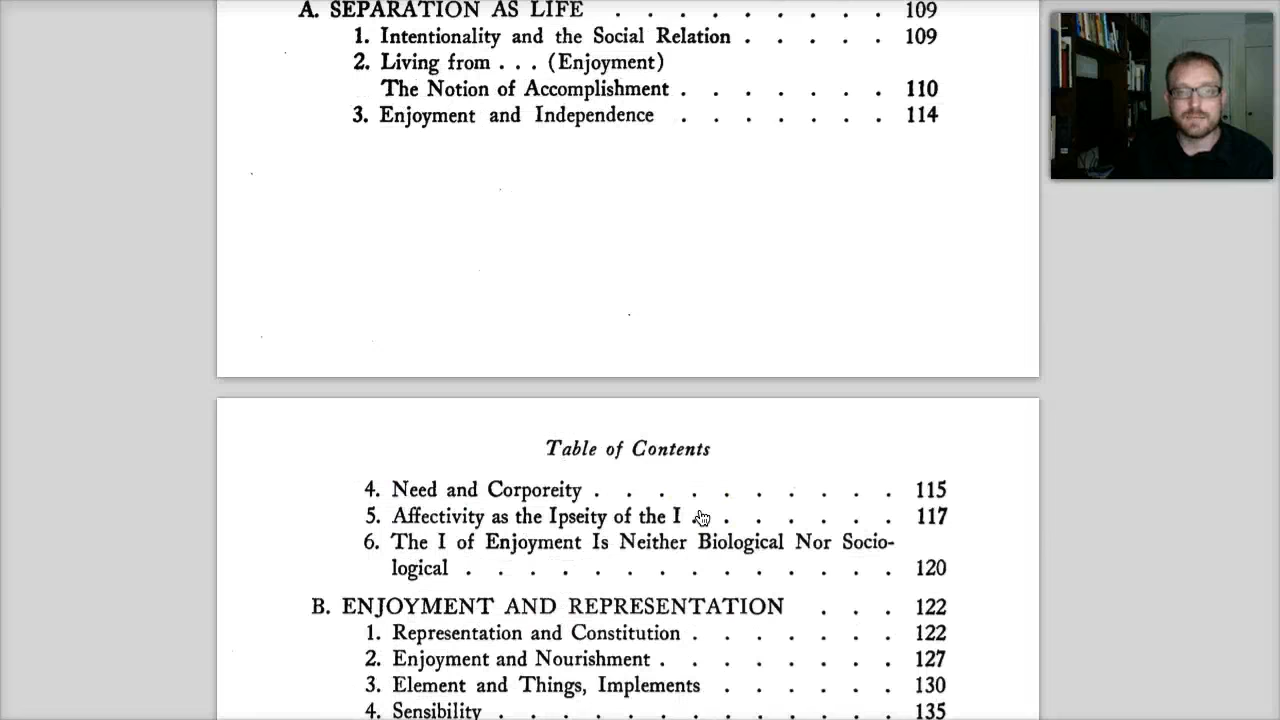 A. SEPARATION AS LIFE . . . . . . . . . 109
1. Intentionality and the Social Relation . . . . . 109
2. Living from . . . (Enjoyment)
The Notion of Accomplishment . . . . . . . 110
3. Enjoyment and Independence . . . . . . . 114
Table of Contents
4. Need and Corporeity . . . . . . . . . . 115
5. Affectivity as the Ipseity of the I . . . . . . . 117
6. The I of Enjoyment Is Neither Biological Nor Socio-
logical . . . . . . . . . . . . . . 120
B. ENJOYMENT AND REPRESENTATION . . . 122
1. Representation and Constitution . . . . . . . 122
2. Enjoyment and Nourishment . . . . . . . . 127
3. Element and Things, Implements . . . . . . 130
4. Sensibility . . . . . . . . . . . . . 135